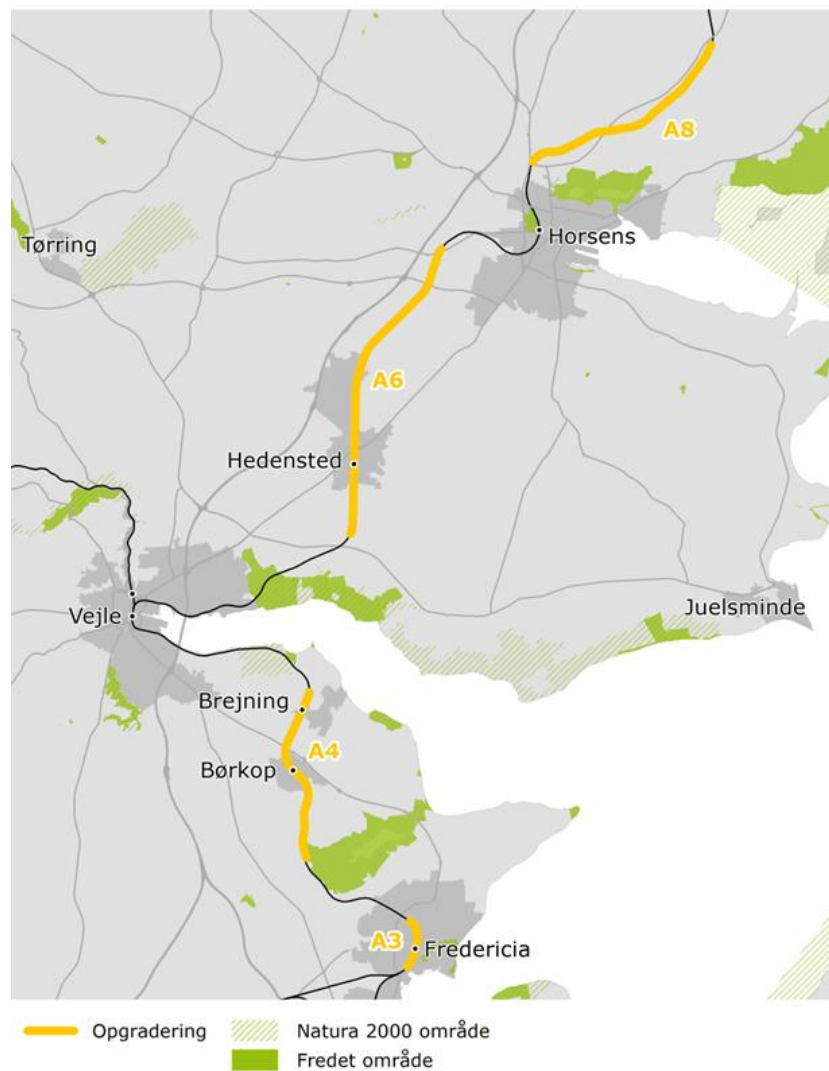 A8
Tørring
Horsens
A6
Hedensted
Vejle
Juelsminde
Brejning
A4
Børkop
A3
Fredericia
Opgradering
Natura 2000 område
Fredet område